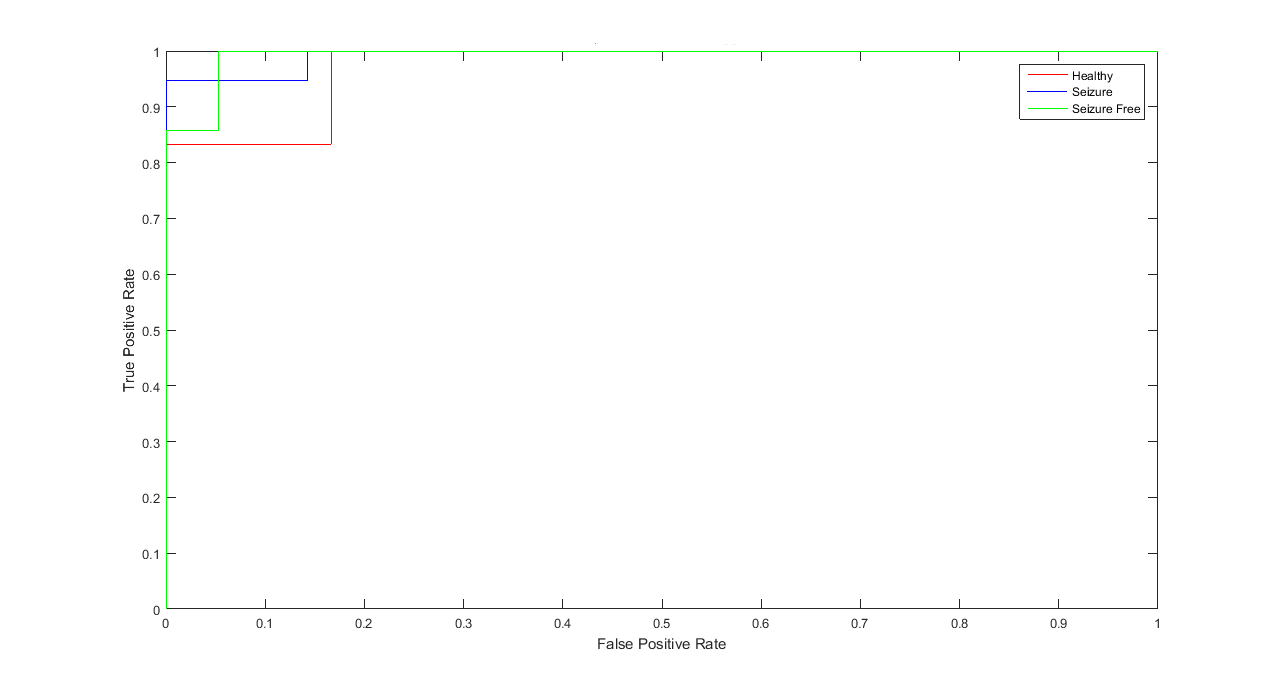 1
0.9
0.8
0.7
0.6
0.5
0.4
0.3
0.2
0.1
0
True Positive Rate
Healthy
Seizure
Seizure Free
0 0.1 0.2 0.3 0.4 0.5 0.6 0.7 0.8 0.9 1
False Positive Rate